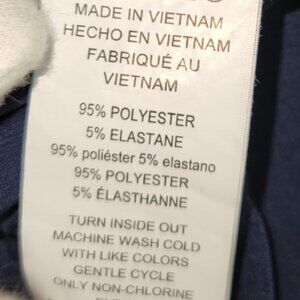 MADE IN VIETNAM
HECHO EN VIETNAM
FABRIQUÉ AU
VIETNAM
95% POLYESTER
5% ELASTANE
95% poliéster 5% elastano
95% POLYESTER
5% ÉLASTHANNE
TURN INSIDE OUT
MACHINE WASH COLD
WITH LIKE COLORS
GENTLE CYCLE
ONLY NON-CHLORINE